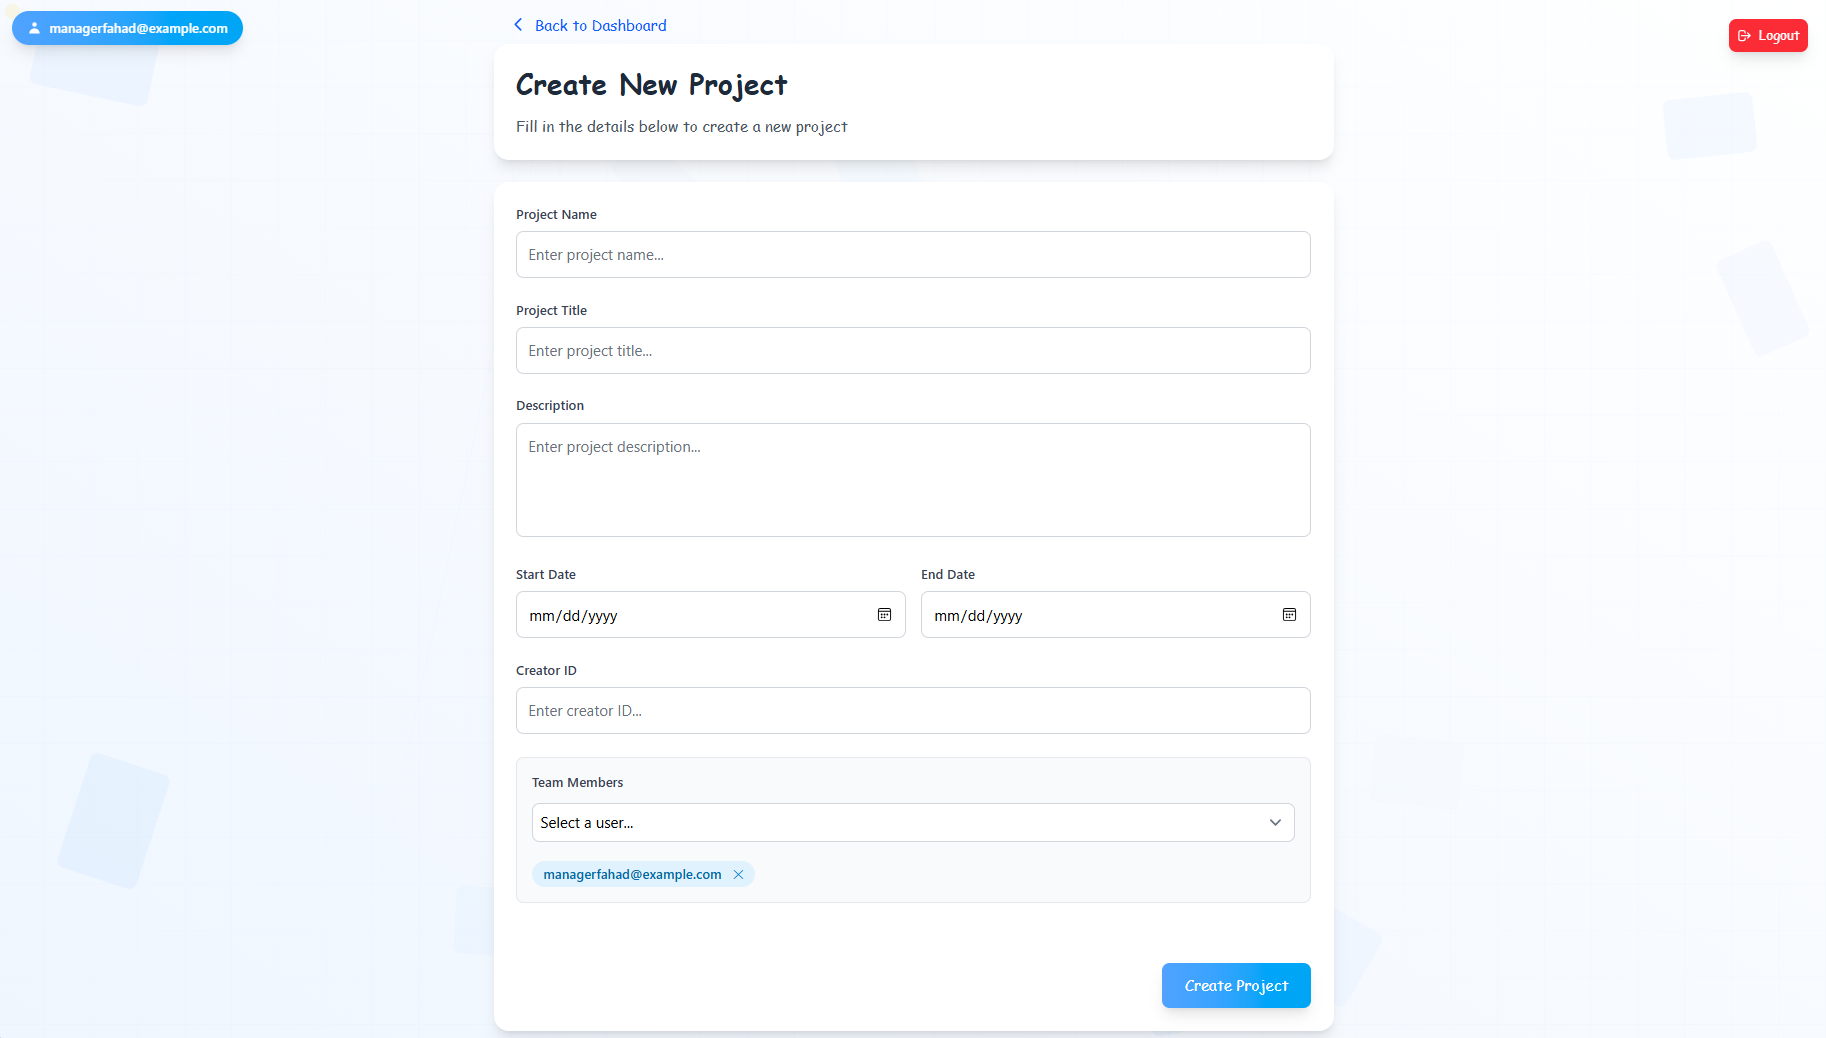 managerfahad@example.com
Back to Dashboard
Logout
Create New Project
Fill in the details below to create a new project
Project Name
Enter project name...
Project Title
Enter project title...
Description
Enter project description...
Start Date
End Date
mm/dd/yyyy
mm/dd/yyyy
Creator ID
Enter creator ID...
Team Members
Select a user...
managerfahad@example.com
Create Project